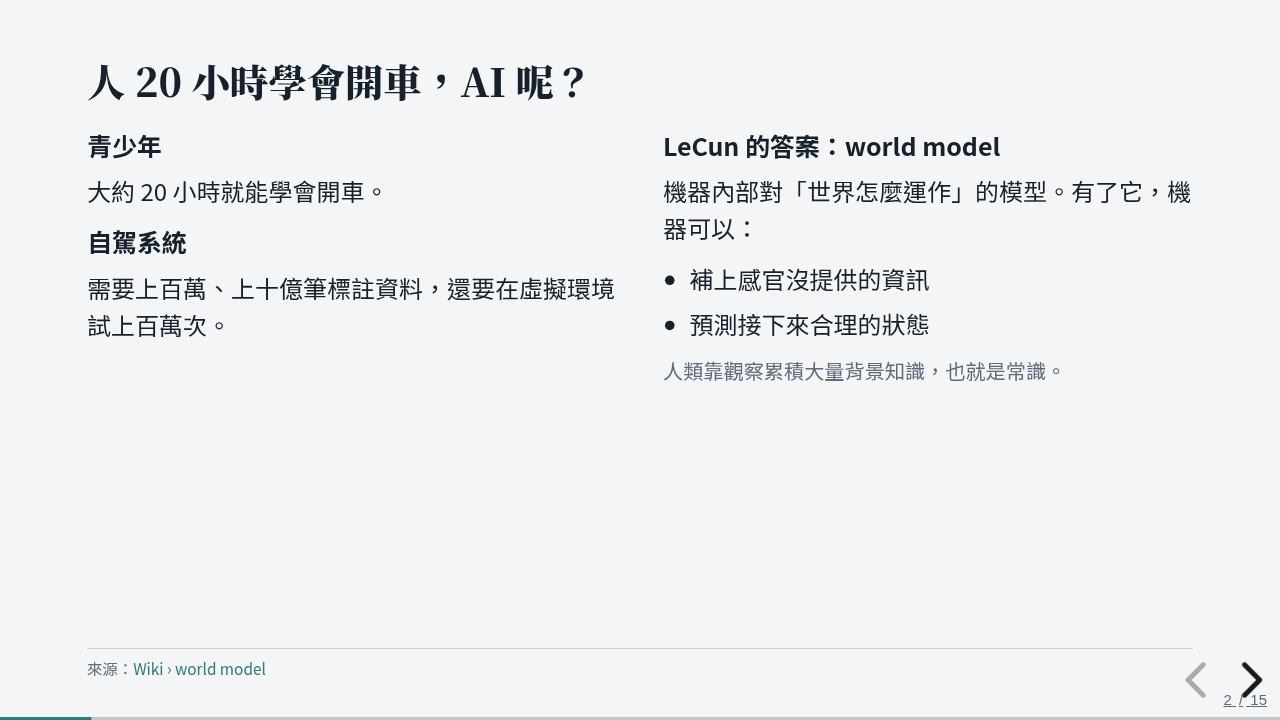 人 20 小時學會開車，AI 呢？
青少年
大約 20 小時就能學會開車。
自駕系統
需要上百萬、上十億筆標註資料，還要在虛擬環境
試上百萬次。
LeCun 的答案：world model
機器內部對「世界怎麼運作」的模型。有了它，機
器可以：
• 補上感官沒提供的資訊
• 預測接下來合理的狀態
人類靠觀察累積大量背景知識，也就是常識。
來源：Wiki › world model
2 / 15